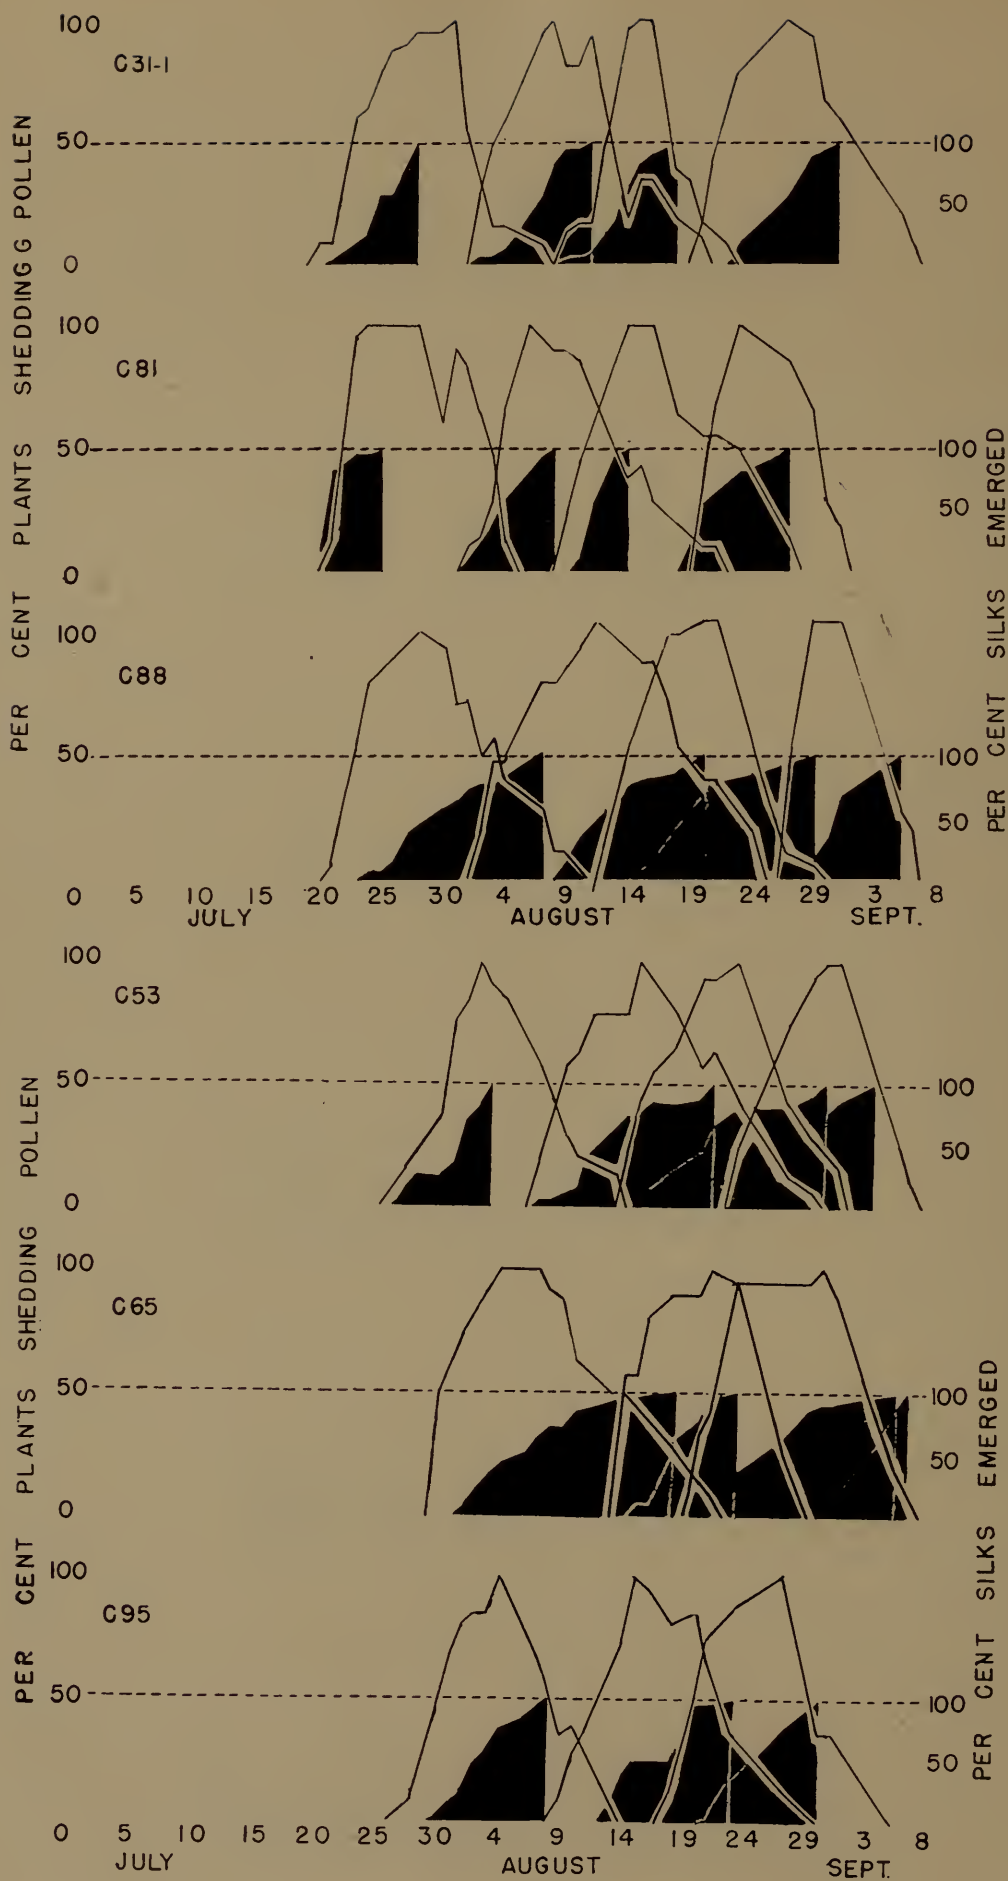 PER CENT PLANTS SHEDDING G POLLEN
100
C31-1
50
0
100
50
100
C81
50
0
100
50
PER CENT SILKS EMERGED
100
C88
50
100
50
0 5 10 15 20 25 30 4 9 14 19 24 29 3 8
JULY AUGUST SEPT.
PER CENT PLANTS SHEDDING POLLEN
100
C53
50
0
100
50
100
C65
50
0
100
50
PER CENT SILKS EMERGED
100
C95
50
100
50
0 5 10 15 20 25 30 4 9 14 19 24 29 3 8
JULY AUGUST SEPT.